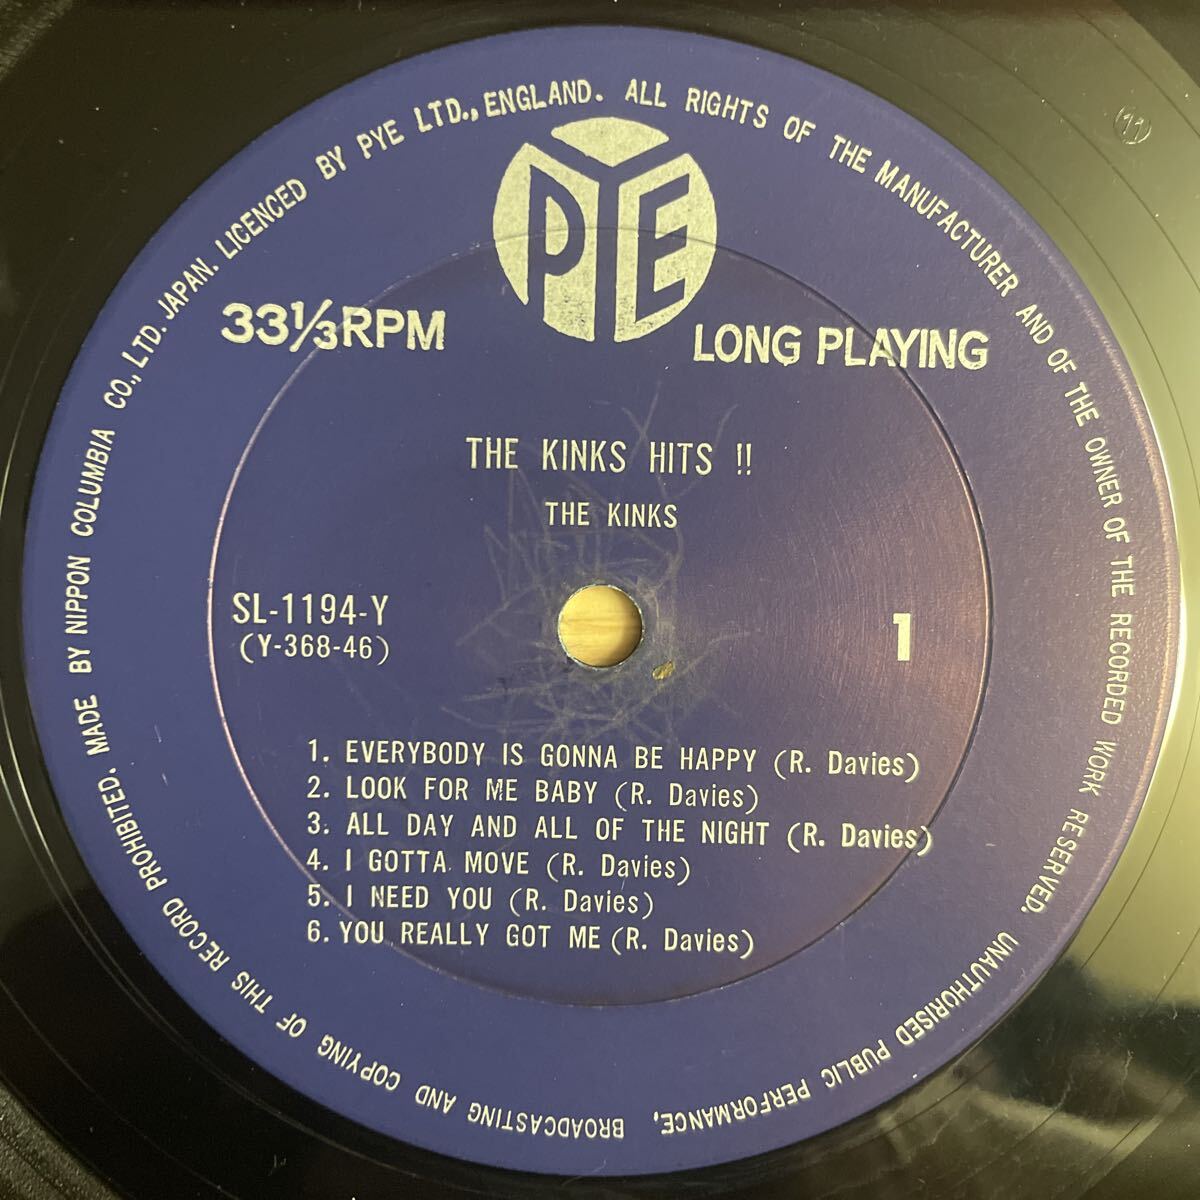 MADE BY NIPPON COLUMBIA CO., LTD. JAPAN. LICENCED BY PYE LTD., ENGLAND. ALL RIGHTS OF THE MANUFACTURER AND OF THE OWNER OF THE RECORDED WORK RESERVED. UNAUTHORISED PUBLIC PERFORMANCE, BROADCASTING AND COPYING OF THIS RECORD PROHIBITED.
PYE
33⅓RPM
LONG PLAYING
THE KINKS HITS !!
THE KINKS
SL-1194-Y
(Y-368-46)
1
1. EVERYBODY IS GONNA BE HAPPY (R. Davies)
2. LOOK FOR ME BABY (R. Davies)
3. ALL DAY AND ALL OF THE NIGHT (R. Davies)
4. I GOTTA MOVE (R. Davies)
5. I NEED YOU (R. Davies)
6. YOU REALLY GOT ME (R. Davies)